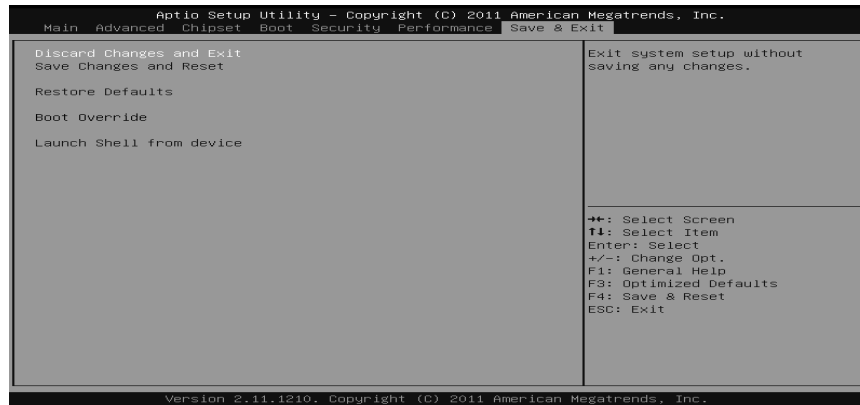 Aptio Setup Utility – Copyright (C) 2011 American Megatrends, Inc.
Main Advanced Chipset Boot Security Performance Save & Exit
Discard Changes and Exit
Save Changes and Reset
Restore Defaults
Boot Override
Launch Shell from device
Exit system setup without
saving any changes.
→←: Select Screen
↑↓: Select Item
Enter: Select
+/-: Change Opt.
F1: General Help
F3: Optimized Defaults
F4: Save & Reset
ESC: Exit
Version 2.11.1210. Copyright (C) 2011 American Megatrends, Inc.